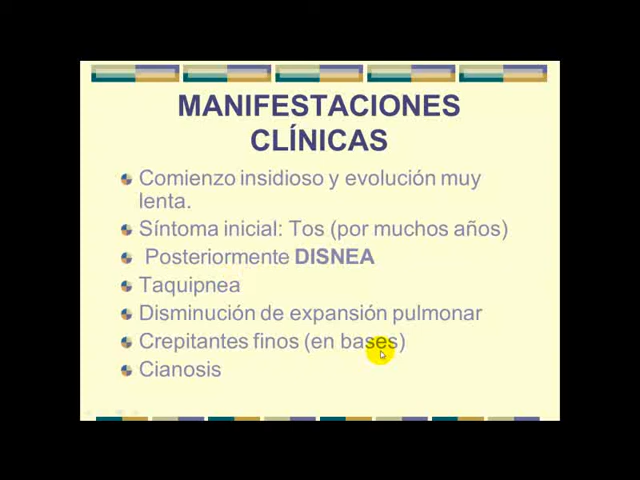 MANIFESTACIONES
CLÍNICAS
Comienzo insidioso y evolución muy
lenta.
Síntoma inicial: Tos (por muchos años)
Posteriormente DISNEA
Taquipnea
Disminución de expansión pulmonar
Crepitantes finos (en bases)
Cianosis